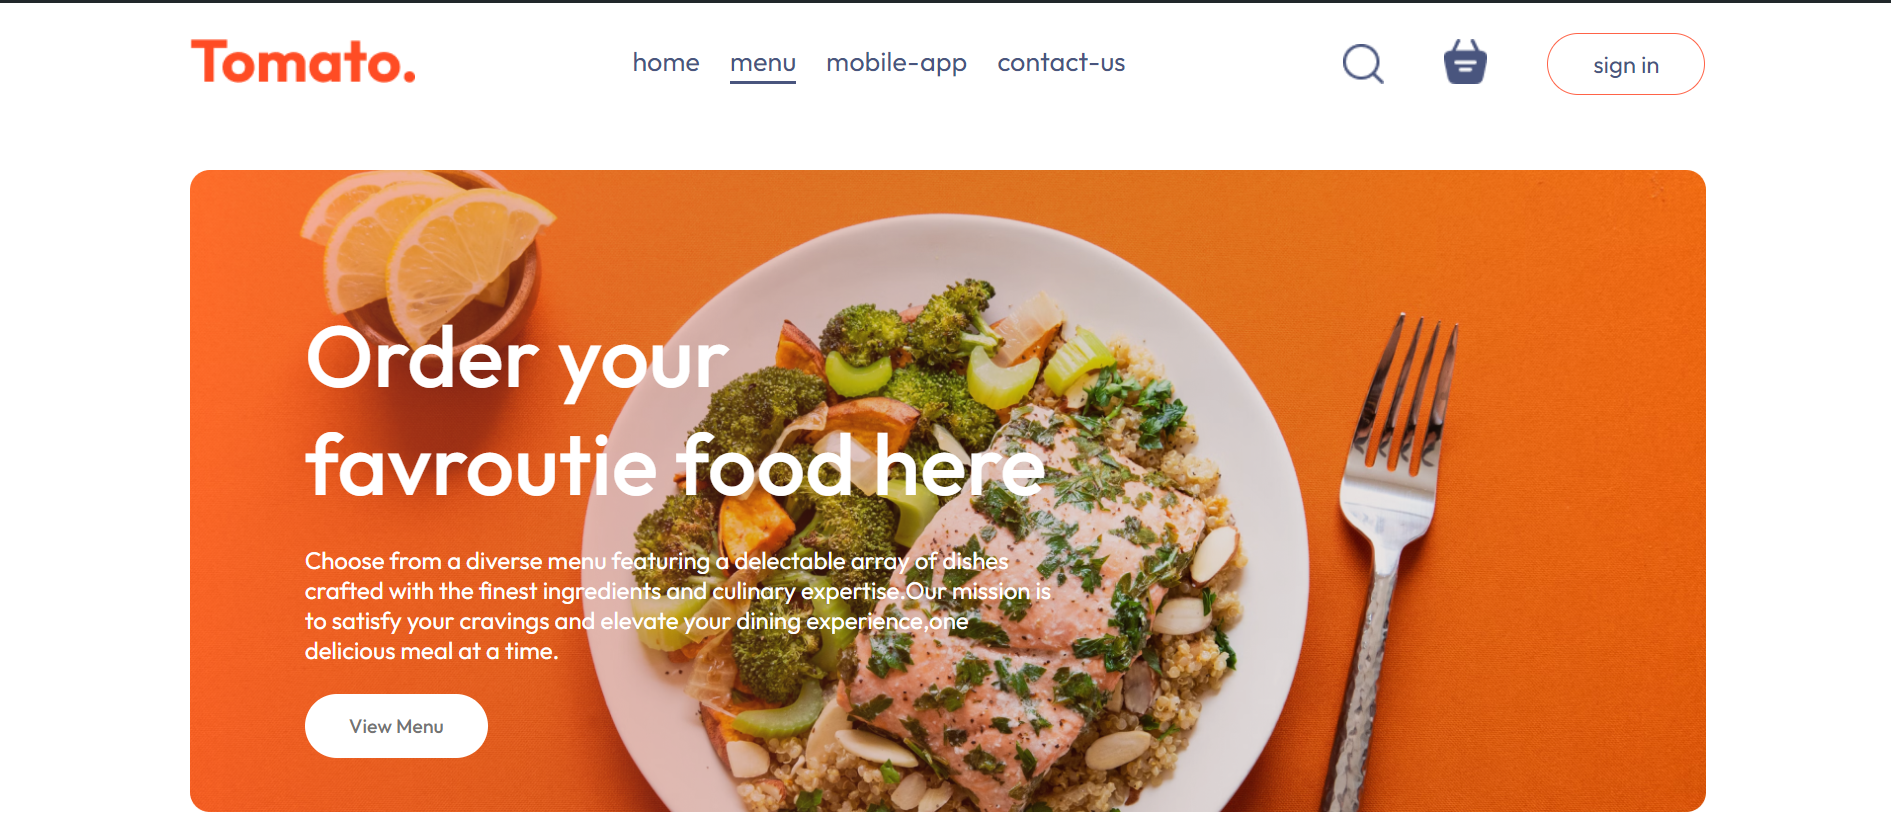 Tomato.
home menu mobile-app contact-us sign in
Order your
favroutie food here
Choose from a diverse menu featuring a delectable array of dishes
crafted with the finest ingredients and culinary expertise.Our mission is
to satisfy your cravings and elevate your dining experience,one
delicious meal at a time.
View Menu